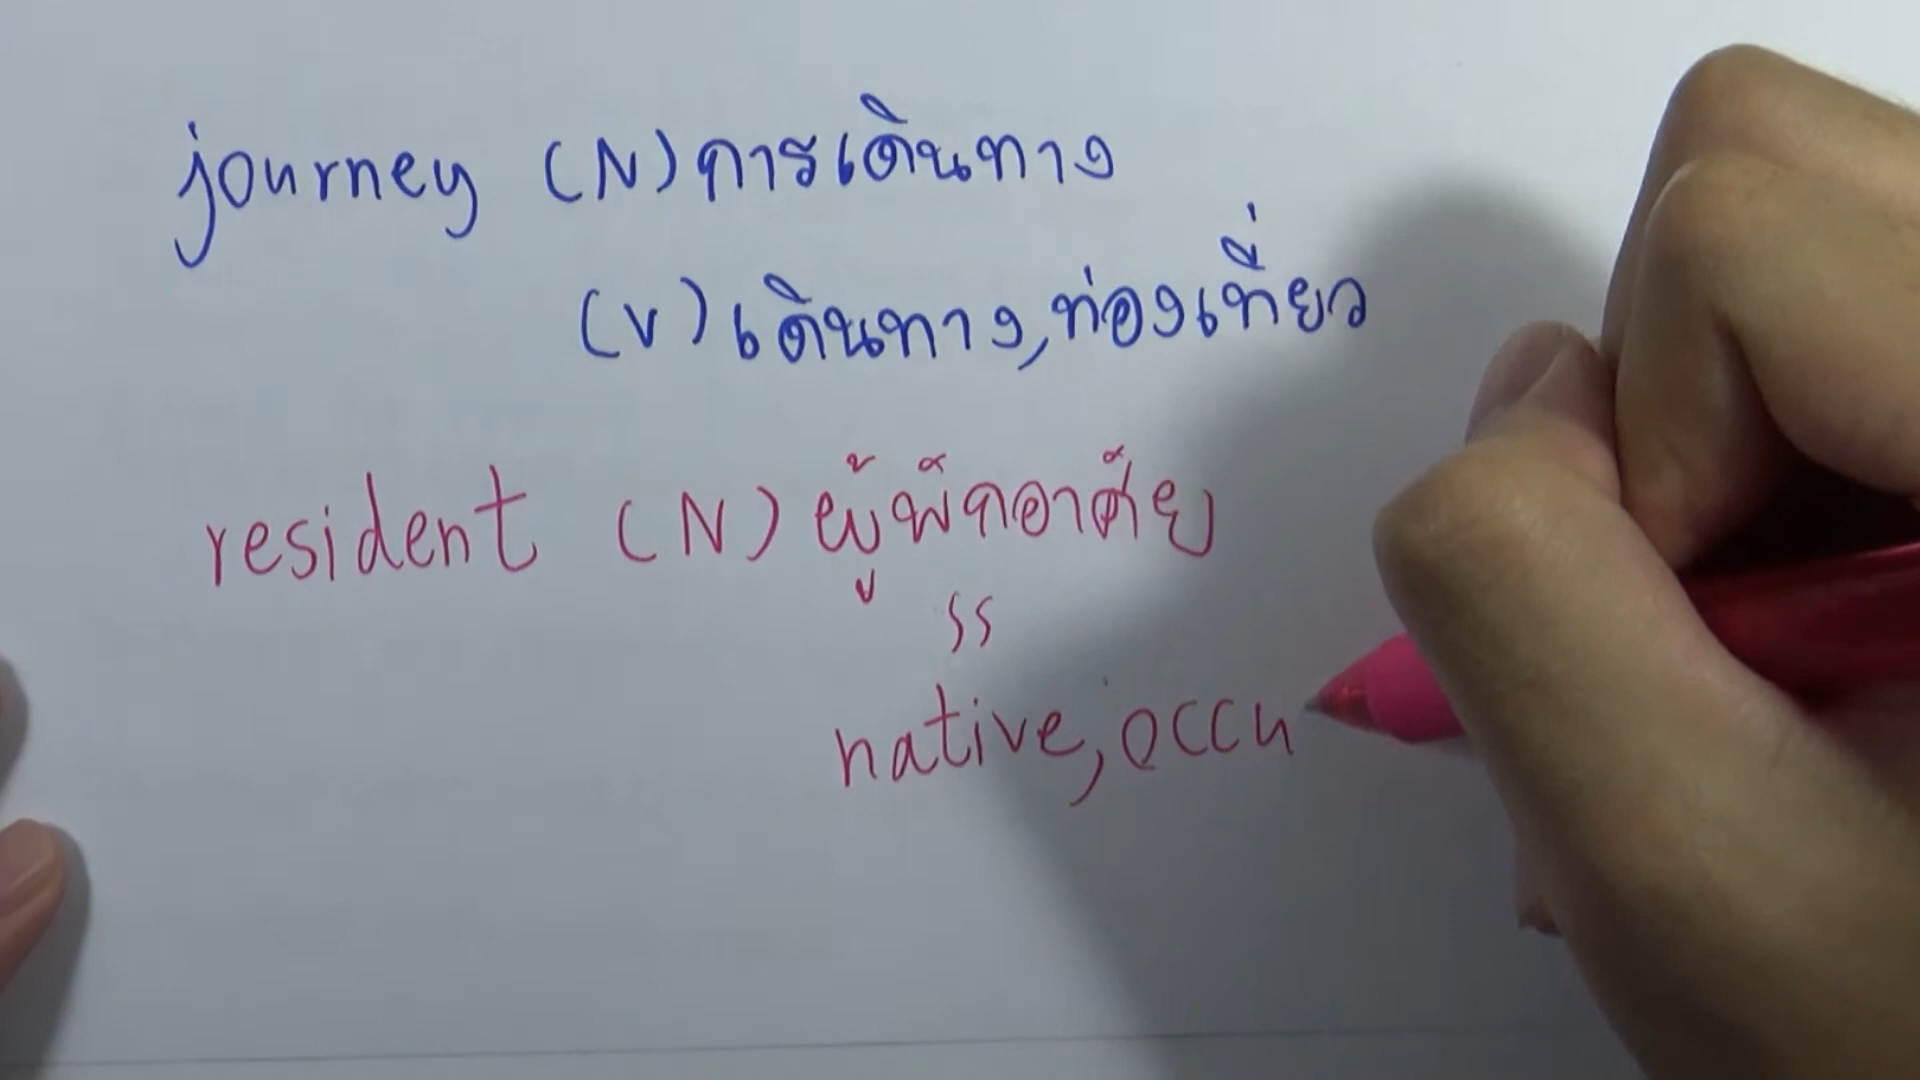 journey (N) การเดินทาง
(V) เดินทาง, ท่องเที่ยว
resident (N) ผู้พักอาศัย
SS
native, occu